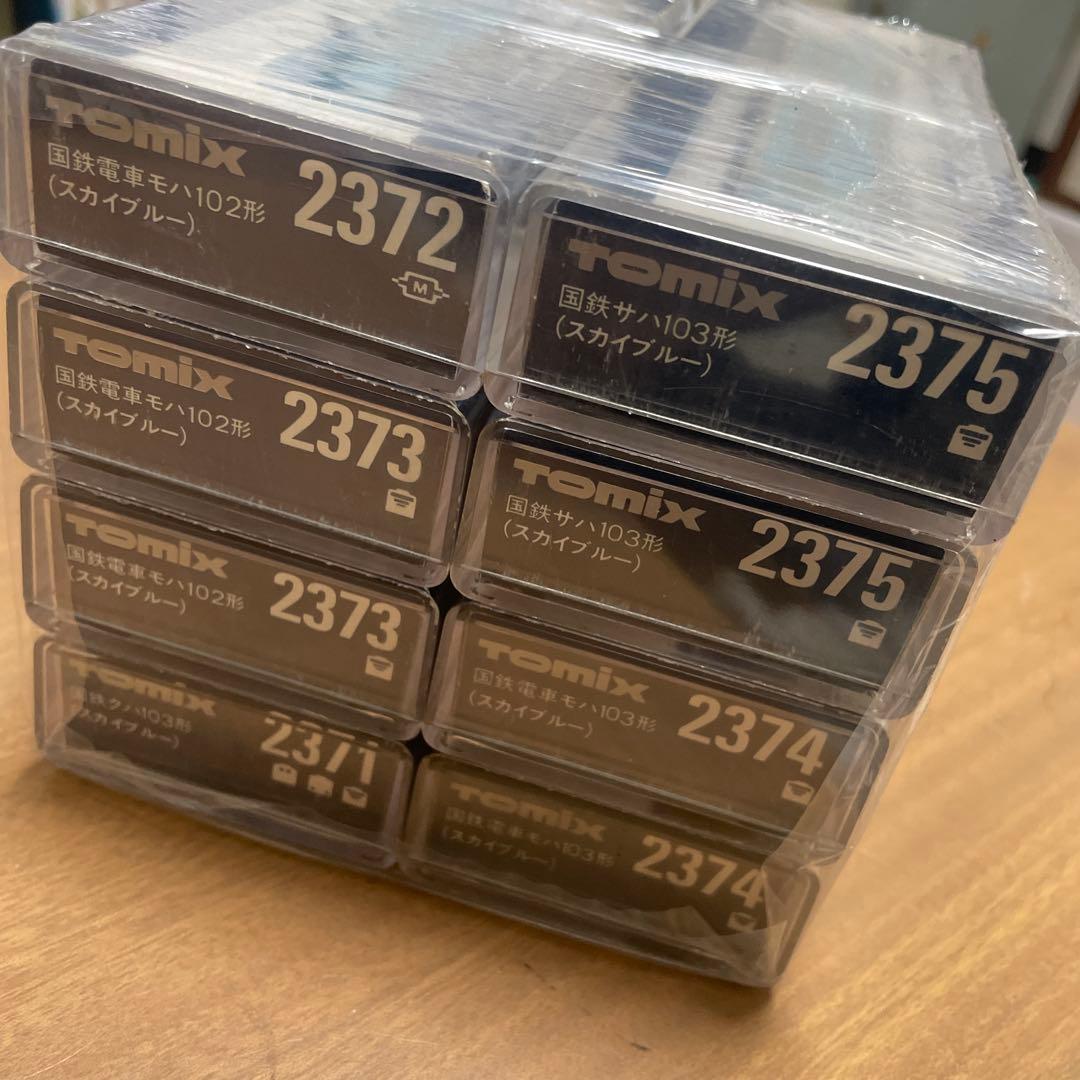 TOMIX
国鉄電車モハ102形
(スカイブルー)
2372
M
TOMIX
国鉄電車モハ102形
(スカイブルー)
2373
TOMIX
国鉄電車モハ102形
(スカイブルー)
2373
TOMIX
国鉄クハ103形
(スカイブルー)
2371
TOMIX
国鉄サハ103形
(スカイブルー)
2375
TOMIX
国鉄サハ103形
(スカイブルー)
2375
TOMIX
国鉄電車モハ103形
(スカイブルー)
2374
TOMIX
国鉄電車モハ103形
(スカイブルー)
2374